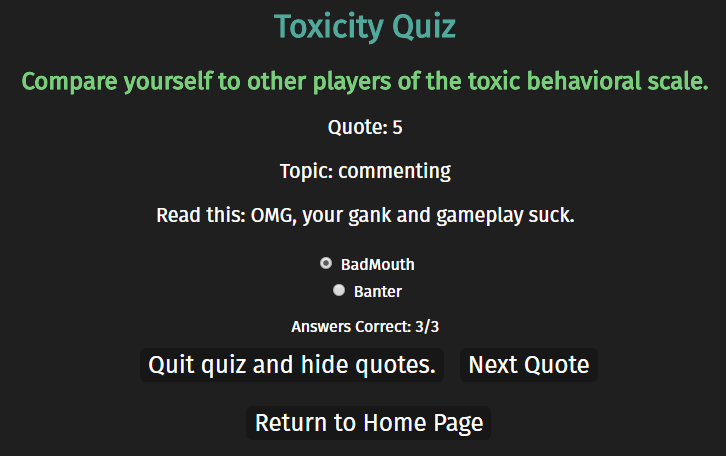 Toxicity Quiz
Compare yourself to other players of the toxic behavioral scale.
Quote: 5
Topic: commenting
Read this: OMG, your gank and gameplay suck.
BadMouth
Banter
Answers Correct: 3/3
Quit quiz and hide quotes. Next Quote
Return to Home Page